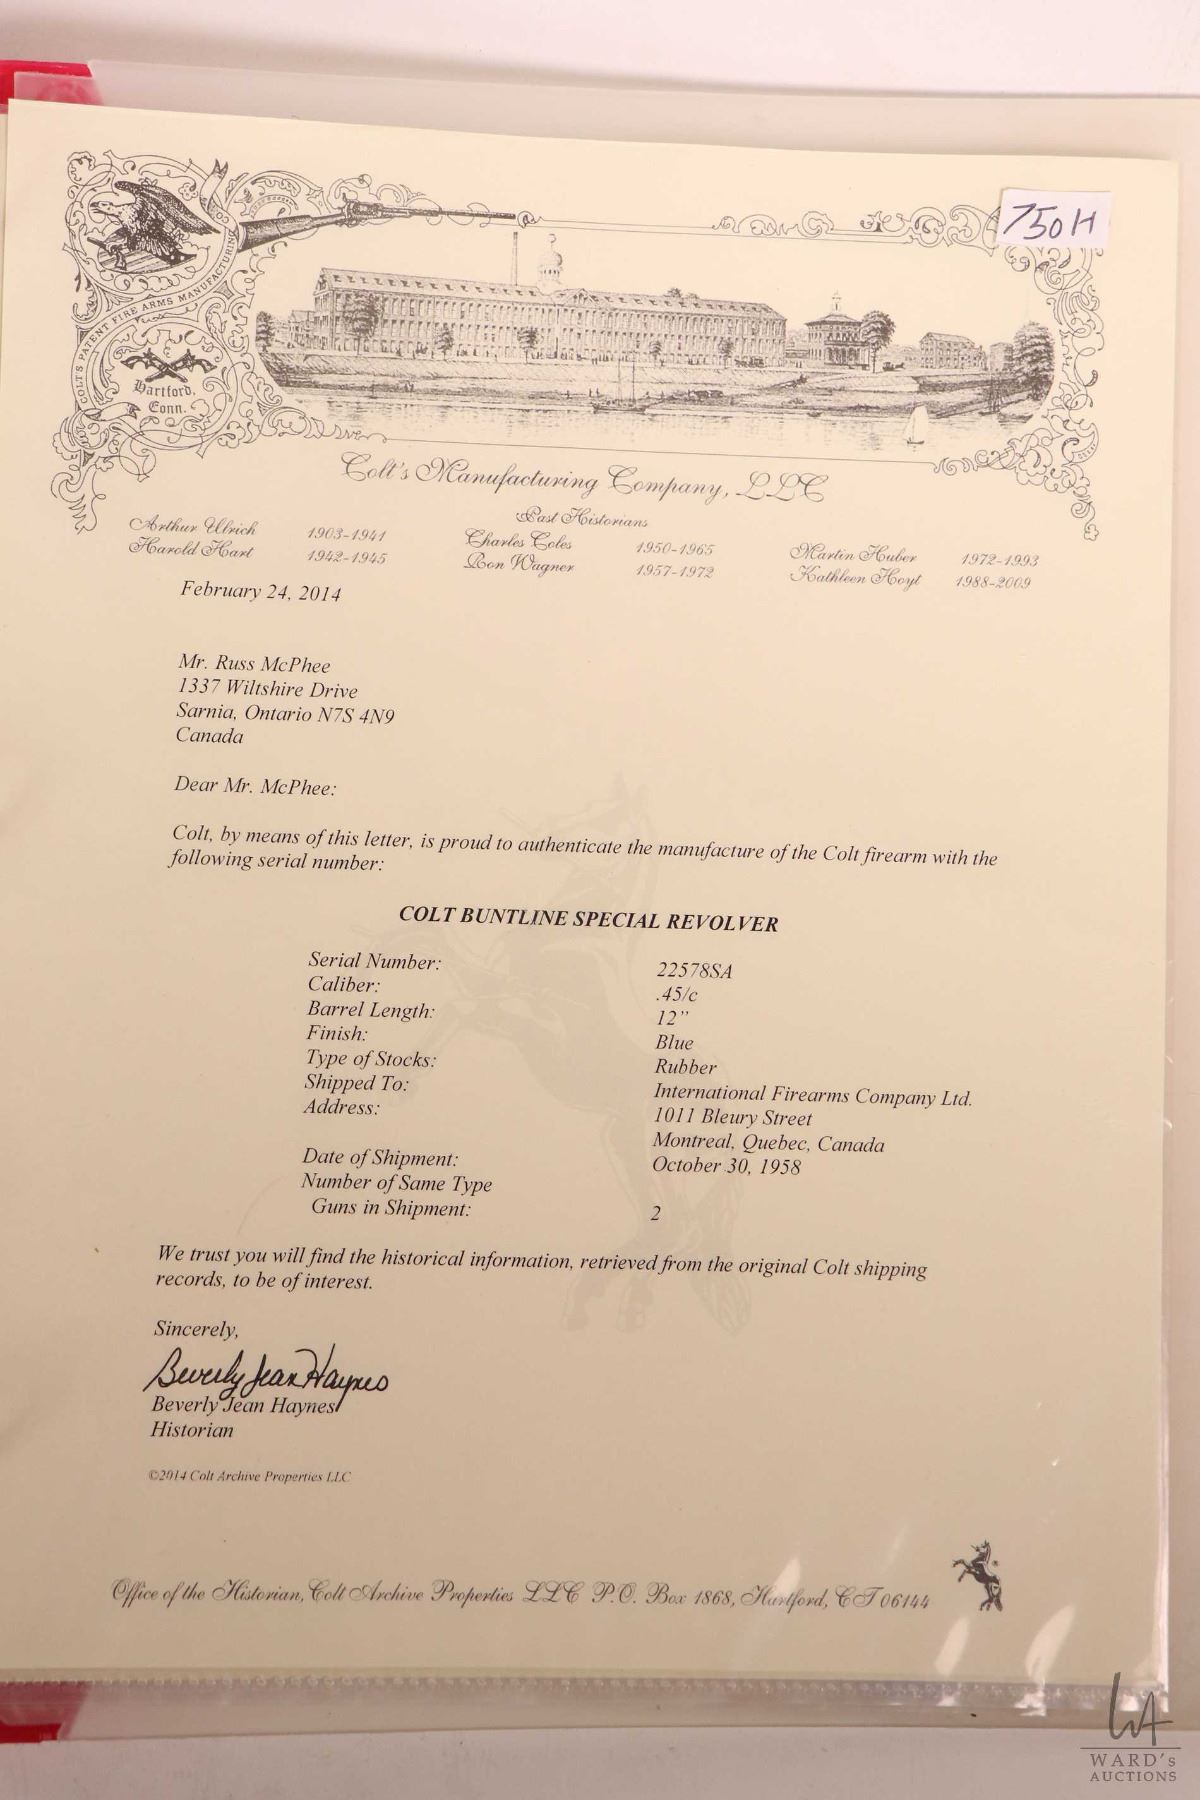 750H
COLTS PATENT FIRE ARMS MANUFACTURING CO
Hartford,
Conn.
Colt's Manufacturing Company, LLC
Past Historians
Arthur Ulrich 1903-1941 Charles Coles 1950-1965 Martin Huber 1972-1993
Harold Hart 1942-1945 Ron Wagner 1957-1972 Kathleen Hoyt 1988-2009
February 24, 2014
Mr. Russ McPhee
1337 Wiltshire Drive
Sarnia, Ontario N7S 4N9
Canada
Dear Mr. McPhee:
Colt, by means of this letter, is proud to authenticate the manufacture of the Colt firearm with the
following serial number:
COLT BUNTLINE SPECIAL REVOLVER
Serial Number: 22578SA
Caliber: .45/c
Barrel Length: 12"
Finish: Blue
Type of Stocks: Rubber
Shipped To: International Firearms Company Ltd.
Address: 1011 Bleury Street
Montreal, Quebec, Canada
Date of Shipment: October 30, 1958
Number of Same Type
Guns in Shipment: 2
We trust you will find the historical information, retrieved from the original Colt shipping
records, to be of interest.
Sincerely,
Beverly Jean Haynes
Beverly Jean Haynes
Historian
©2014 Colt Archive Properties LLC
Office of the Historian, Colt Archive Properties LLC P.O. Box 1868, Hartford, CT 06144
WA
WARD's
AUCTIONS